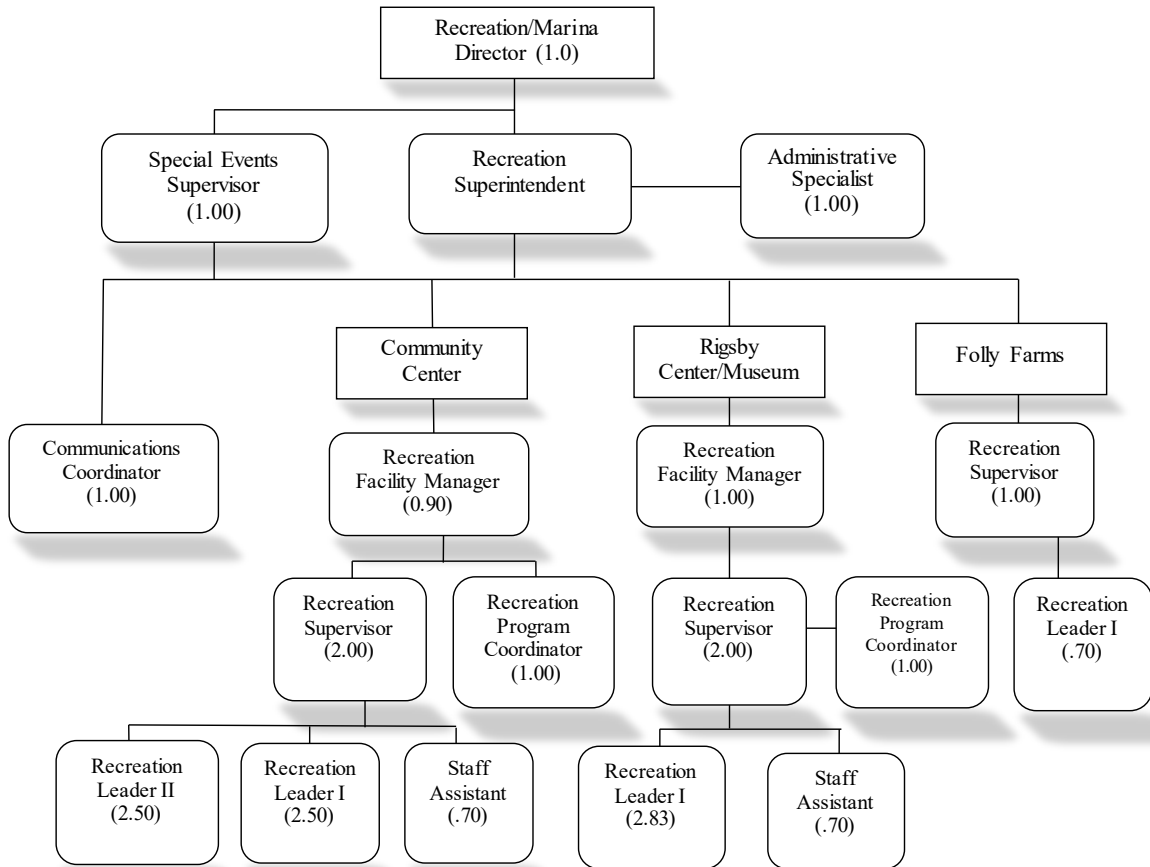 Recreation/Marina
Director (1.0)
Special Events
Supervisor
(1.00)
Recreation
Superintendent
Administrative
Specialist
(1.00)
Community
Center
Rigsby
Center/Museum
Folly Farms
Communications
Coordinator
(1.00)
Recreation
Facility Manager
(0.90)
Recreation
Facility Manager
(1.00)
Recreation
Supervisor
(1.00)
Recreation
Supervisor
(2.00)
Recreation
Program
Coordinator
(1.00)
Recreation
Supervisor
(2.00)
Recreation
Program
Coordinator
(1.00)
Recreation
Leader I
(.70)
Recreation
Leader II
(2.50)
Recreation
Leader I
(2.50)
Staff
Assistant
(.70)
Recreation
Leader I
(2.83)
Staff
Assistant
(.70)